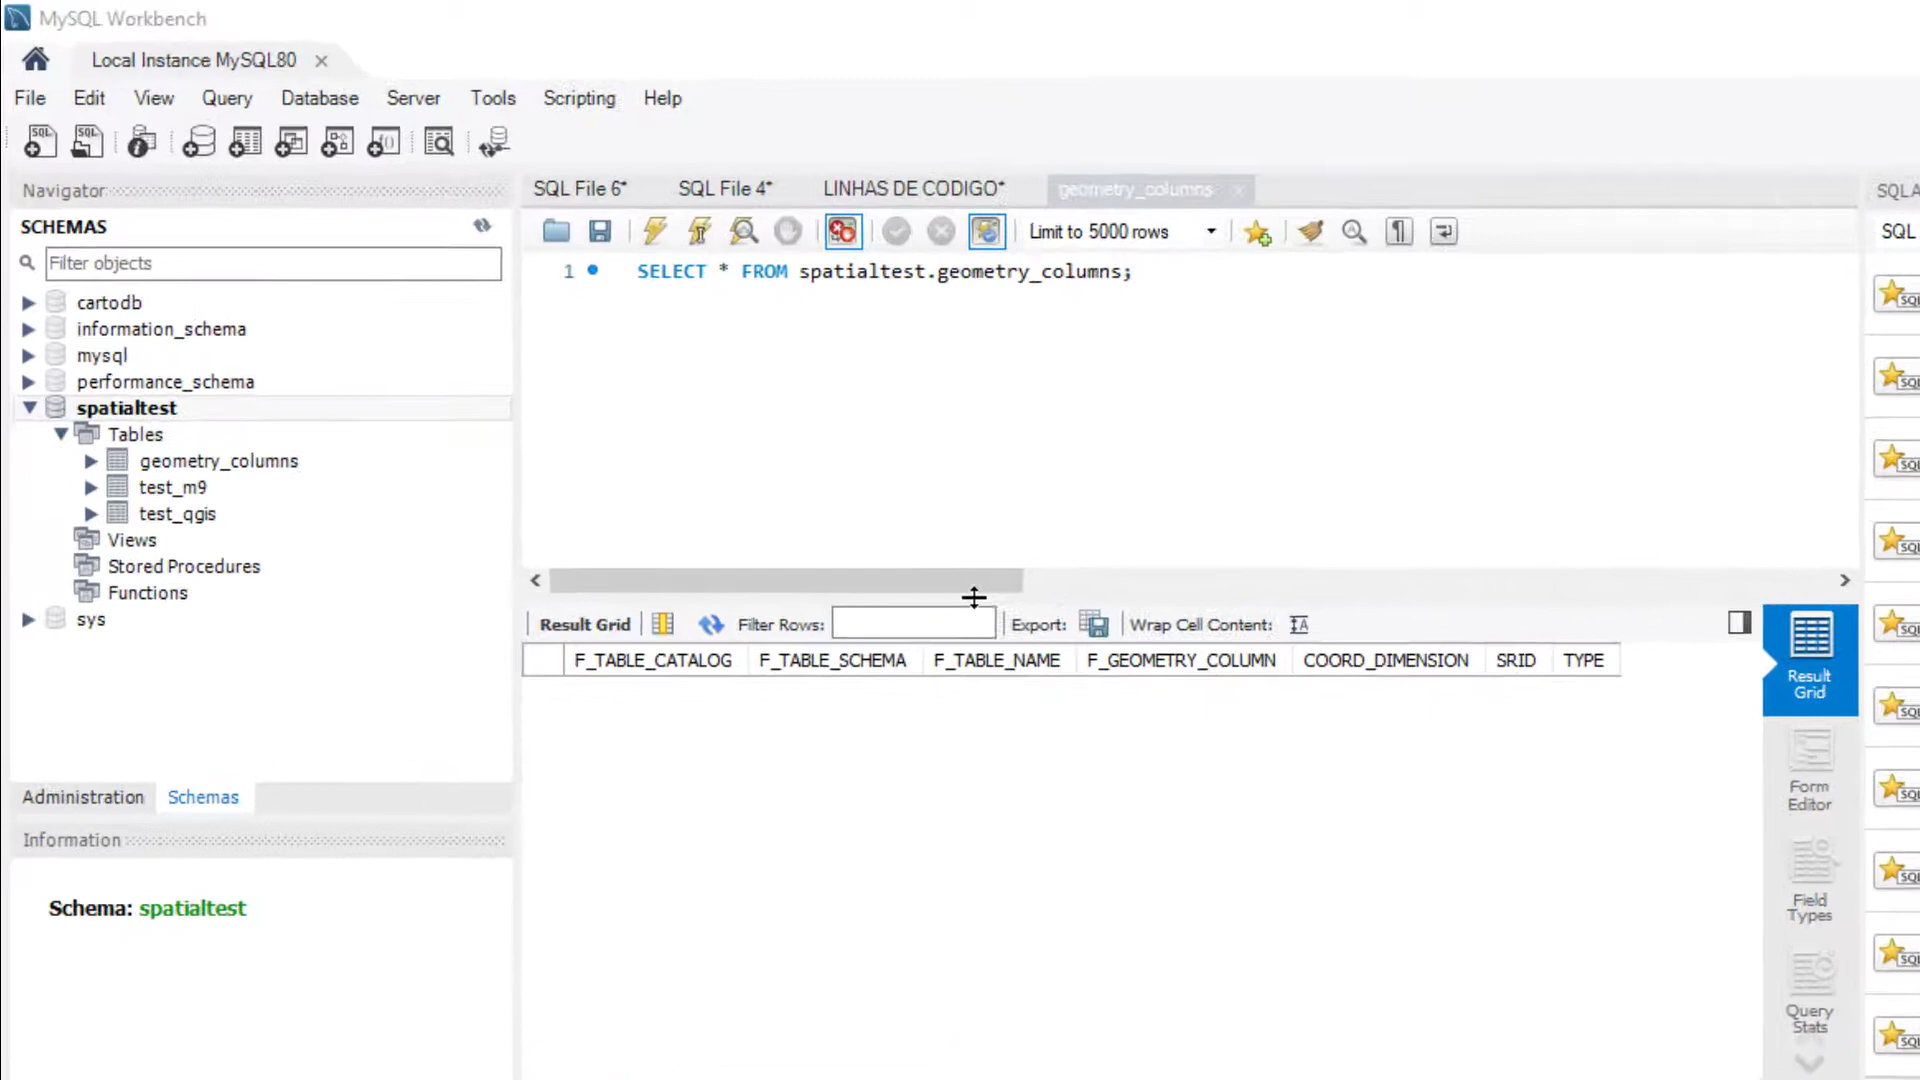 MySQL Workbench
Local Instance MySQL80
File Edit View Query Database Server Tools Scripting Help
Navigator
SCHEMAS
Filter objects
cartodb
information_schema
mysql
performance_schema
spatialtest
Tables
geometry_columns
test_m9
test_qgis
Views
Stored Procedures
Functions
sys
Administration Schemas
Information
Schema: spatialtest
SQL File 6* SQL File 4* LINHAS DE CODIGO* geometry_columns
Limit to 5000 rows
1 SELECT * FROM spatialtest.geometry_columns;
Result Grid Filter Rows: Export: Wrap Cell Content:
F_TABLE_CATALOG F_TABLE_SCHEMA F_TABLE_NAME F_GEOMETRY_COLUMN COORD_DIMENSION SRID TYPE
Result
Grid
Form
Editor
Field
Types
Query
Stats
SQLA
SQL